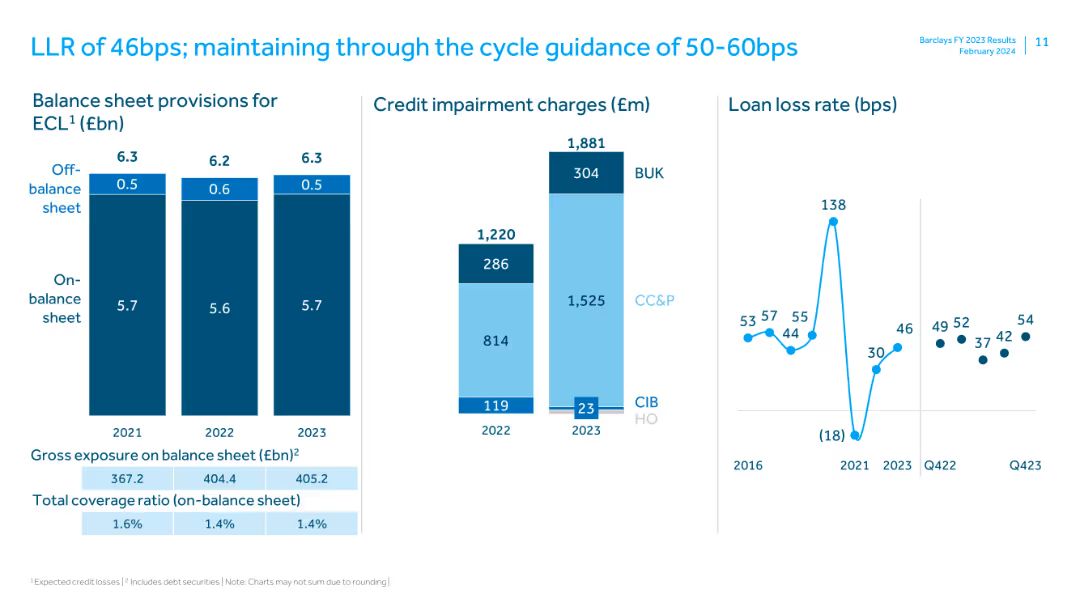 LLR of 46bps; maintaining through the cycle guidance of 50-60bps
Barclays FY 2023 Results
February 2024
11
Balance sheet provisions for
ECL¹ (£bn)
6.3
6.2
6.3
Off-
balance
sheet
0.5
0.6
0.5
On-
balance
sheet
5.7
5.6
5.7
2021
2022
2023
Gross exposure on balance sheet (£bn)²
367.2
404.4
405.2
Total coverage ratio (on-balance sheet)
1.6%
1.4%
1.4%
Credit impairment charges (£m)
1,881
304
BUK
1,220
286
1,525
CC&P
814
119
23
CIB
HO
2022
2023
Loan loss rate (bps)
138
53
57
44
55
(18)
30
46
49
52
37
42
54
2016
2021
2023
Q422
Q423
¹ Expected credit losses | ² Includes debt securities | Note: Charts may not sum due to rounding |